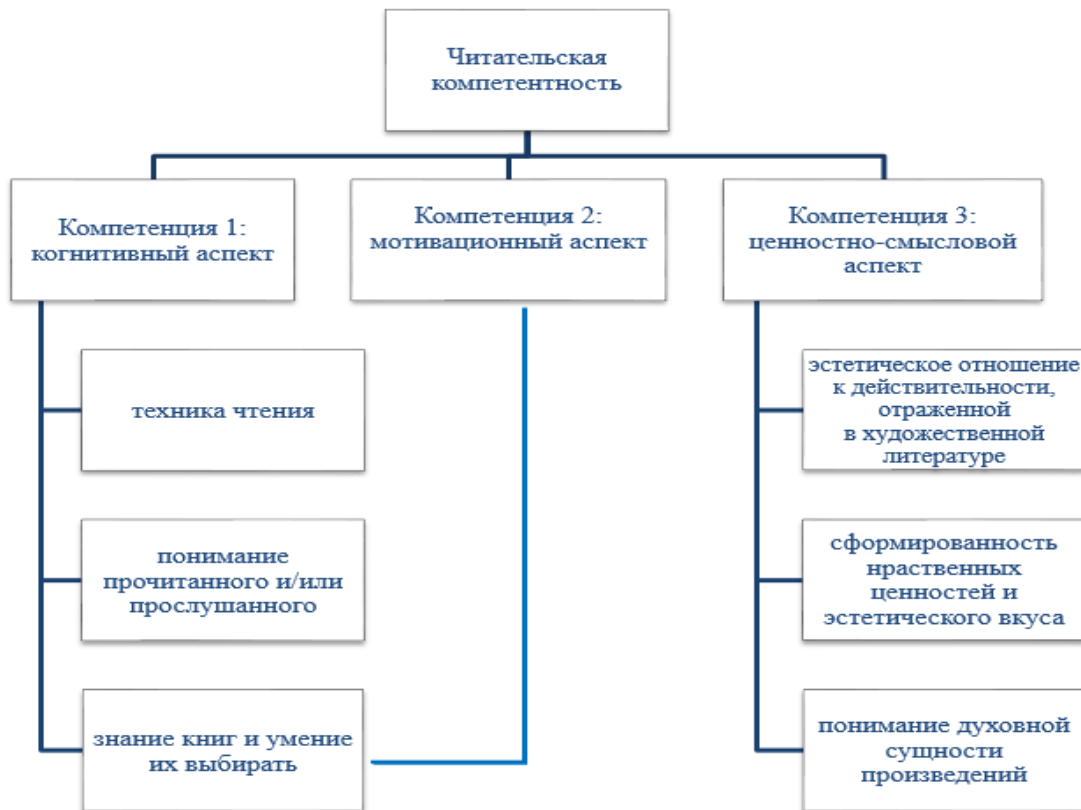 Читательская
компетентность
Компетенция 1:
когнитивный аспект
Компетенция 2:
мотивационный аспект
Компетенция 3:
ценностно-смысловой
аспект
техника чтения
понимание
прочитанного и/или
прослушанного
знание книг и умение
их выбирать
эстетическое отношение
к действительности,
отраженной
в художественной
литературе
сформированность
нраственных
ценностей и
эстетического вкуса
понимание духовной
сущности
произведений